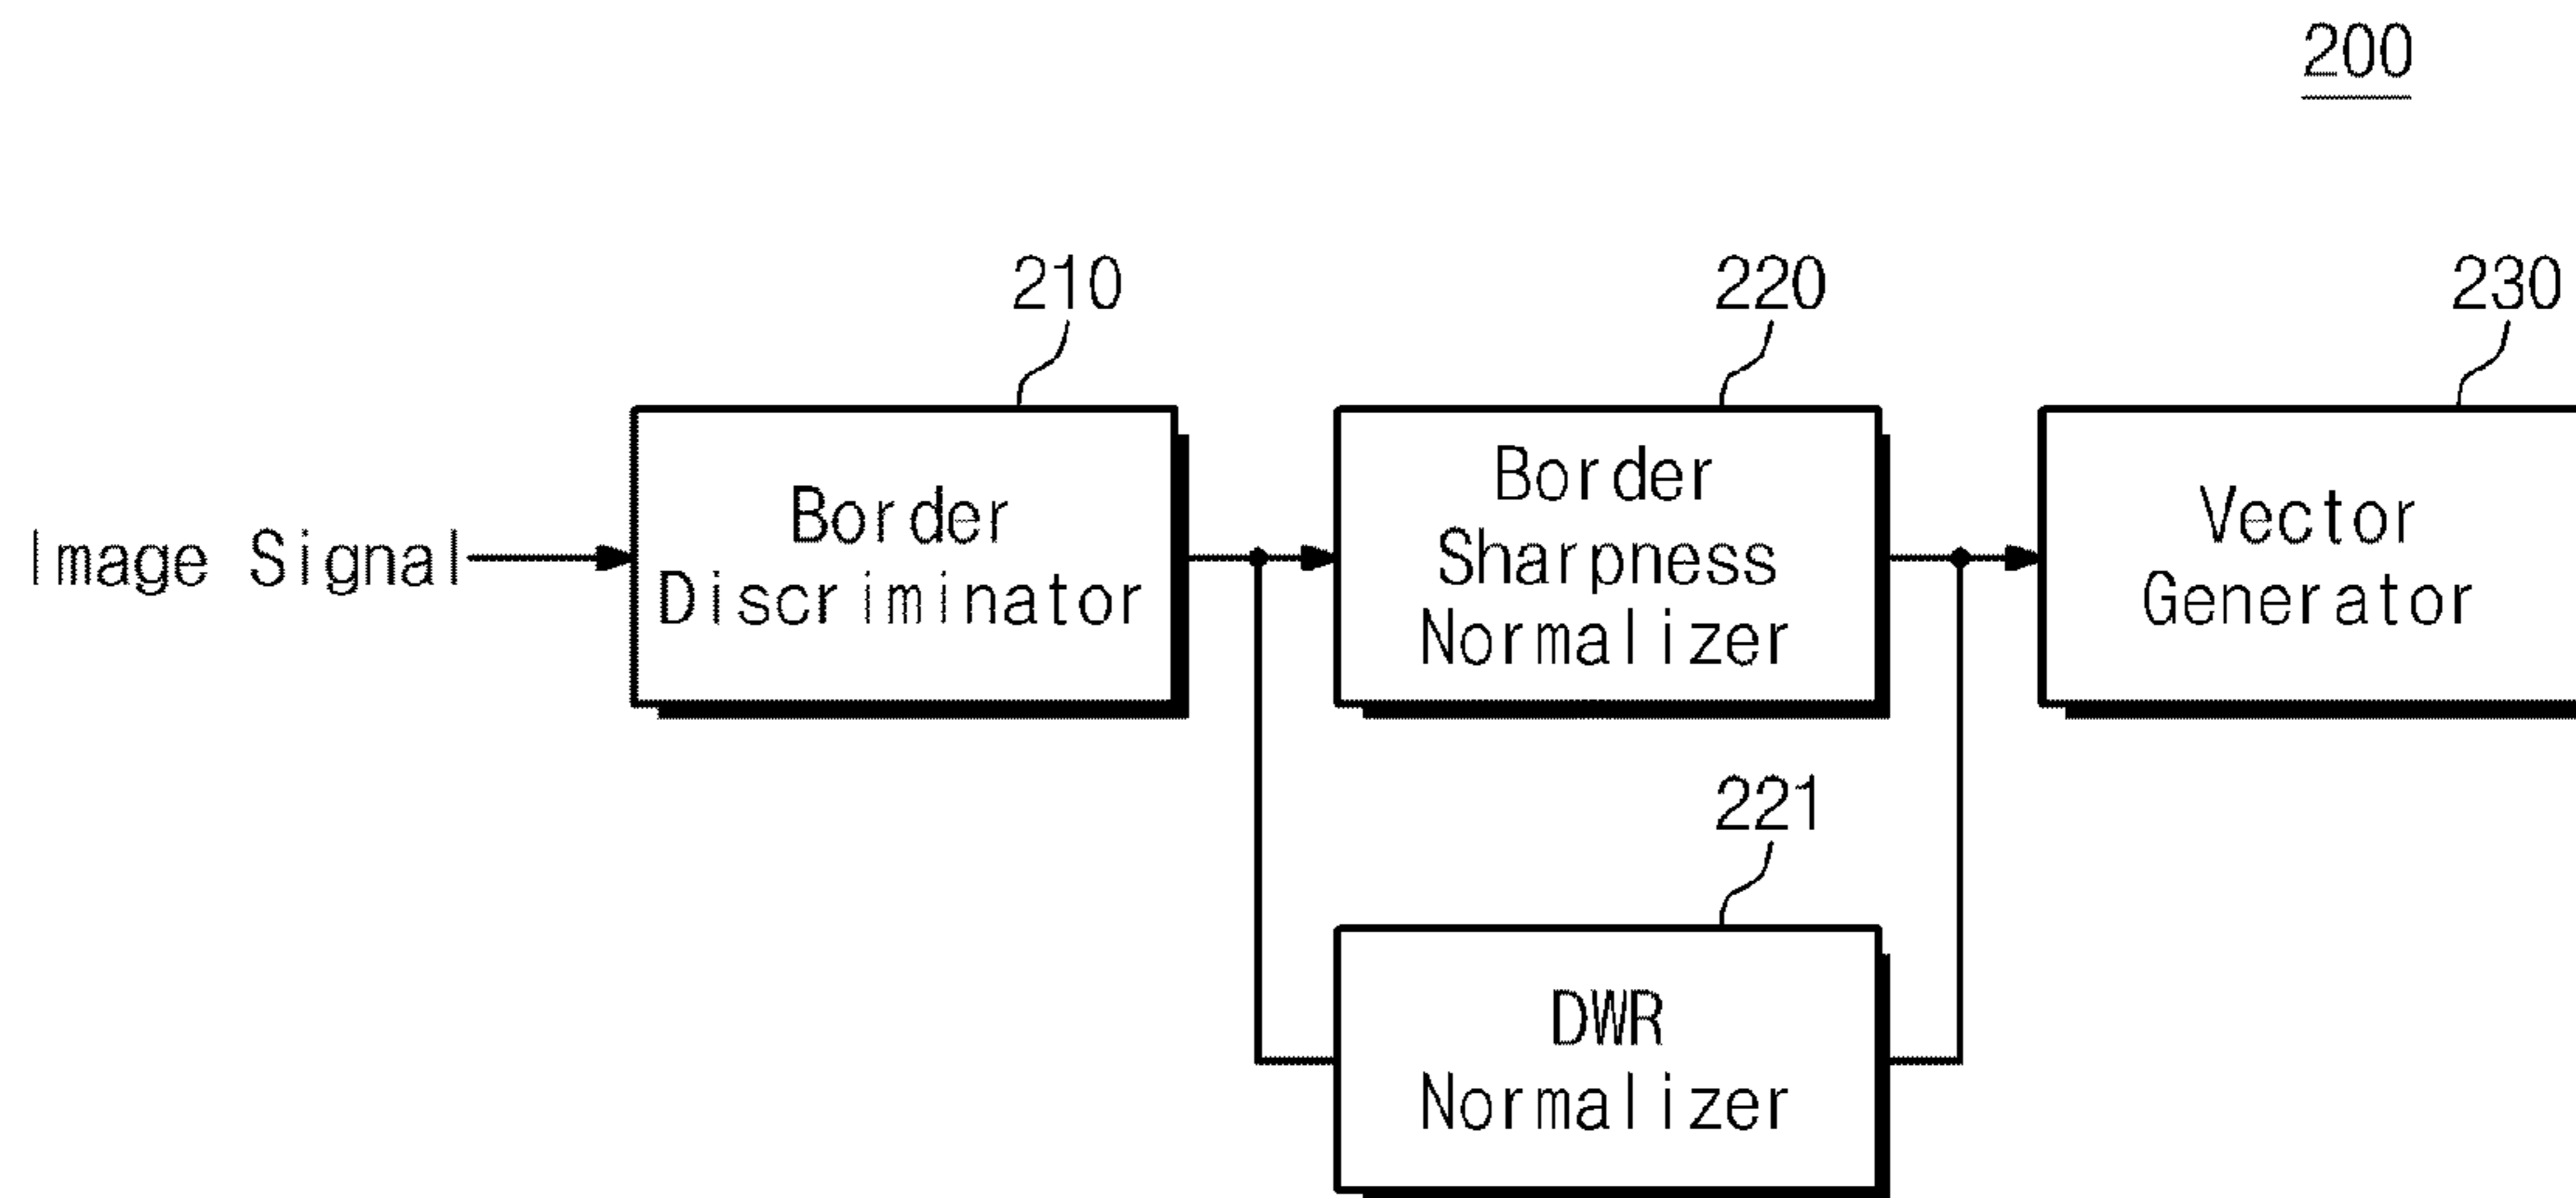 200
210
220
230
Image Signal
Border
Discriminator
Border
Sharpness
Normalizer
Vector
Generator
221
DWR
Normalizer